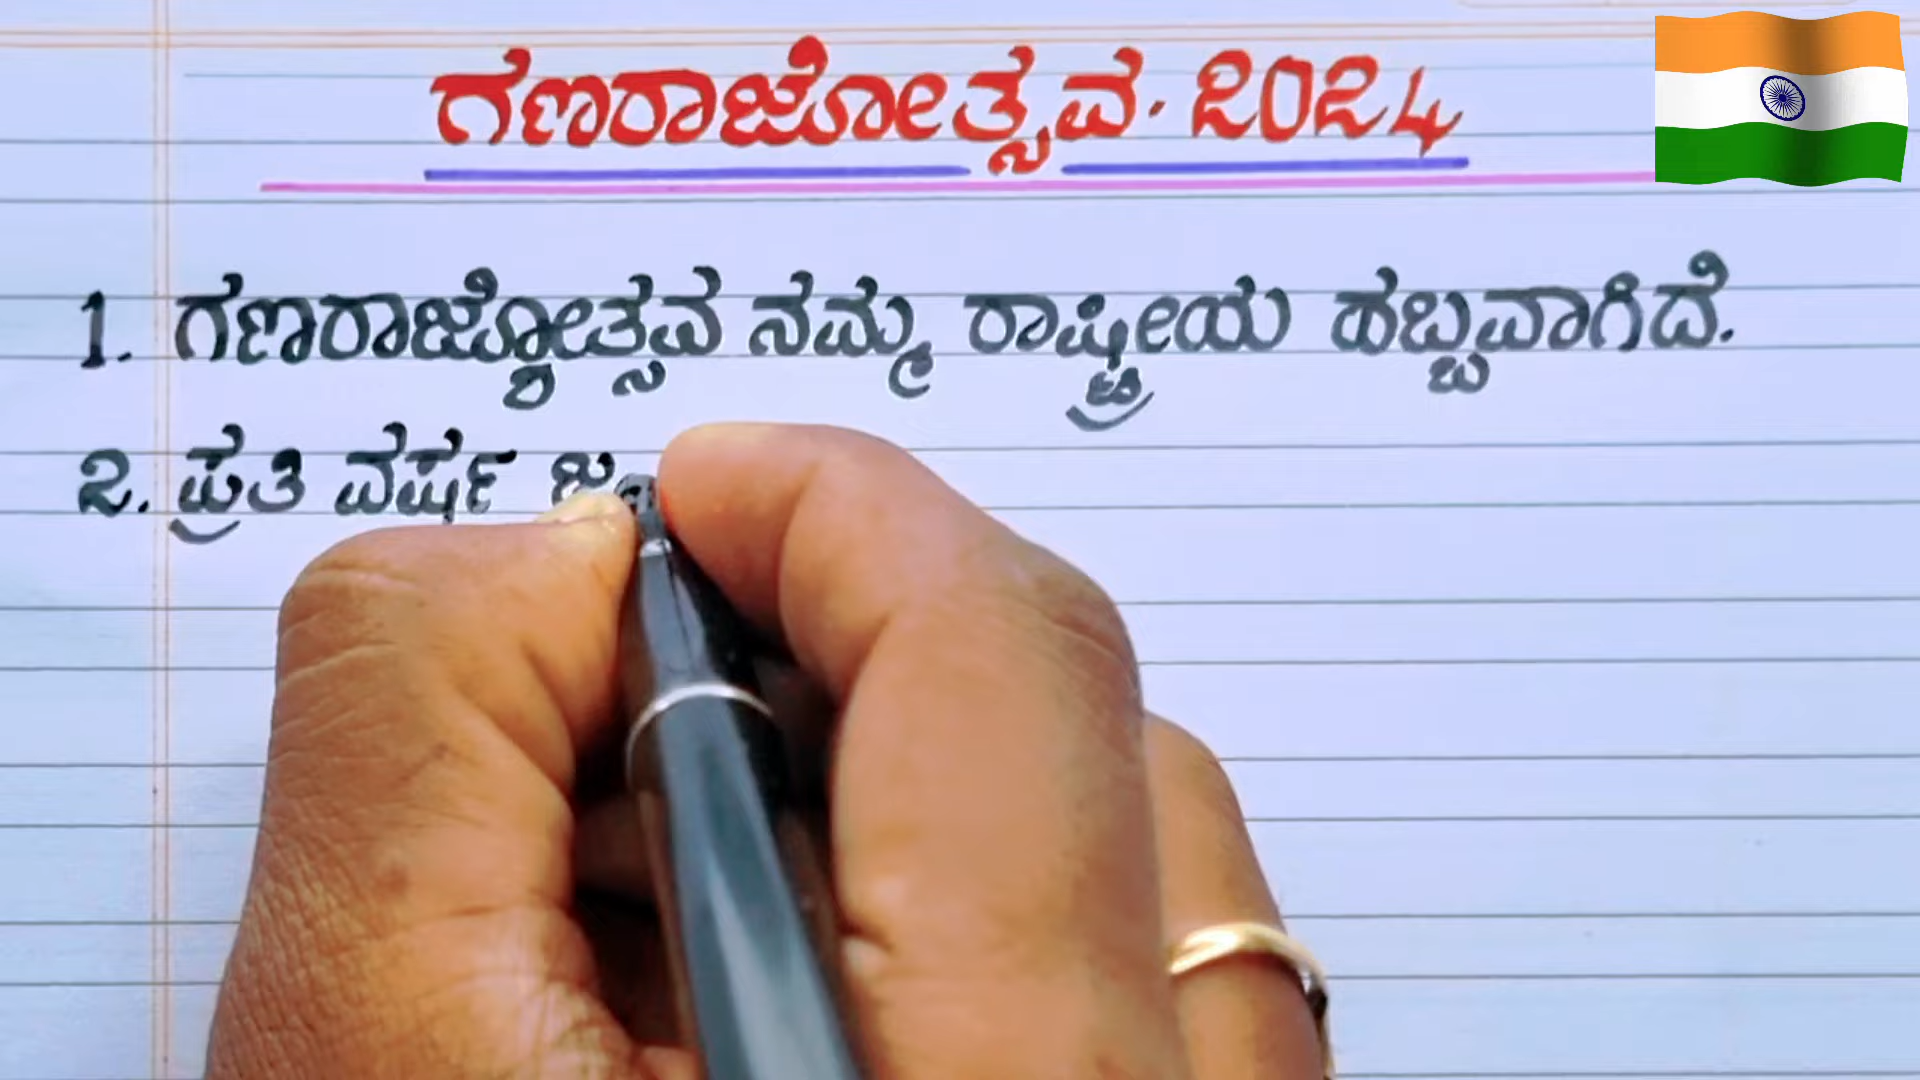 ಗಣರಾಜೋತ್ಸವ. 2024
1. ಗಣರಾಜ್ಯೋತ್ಸವ ನಮ್ಮ ರಾಷ್ಟ್ರೀಯ ಹಬ್ಬವಾಗಿದೆ.
2. ಪ್ರತಿ ವರ್ಷ